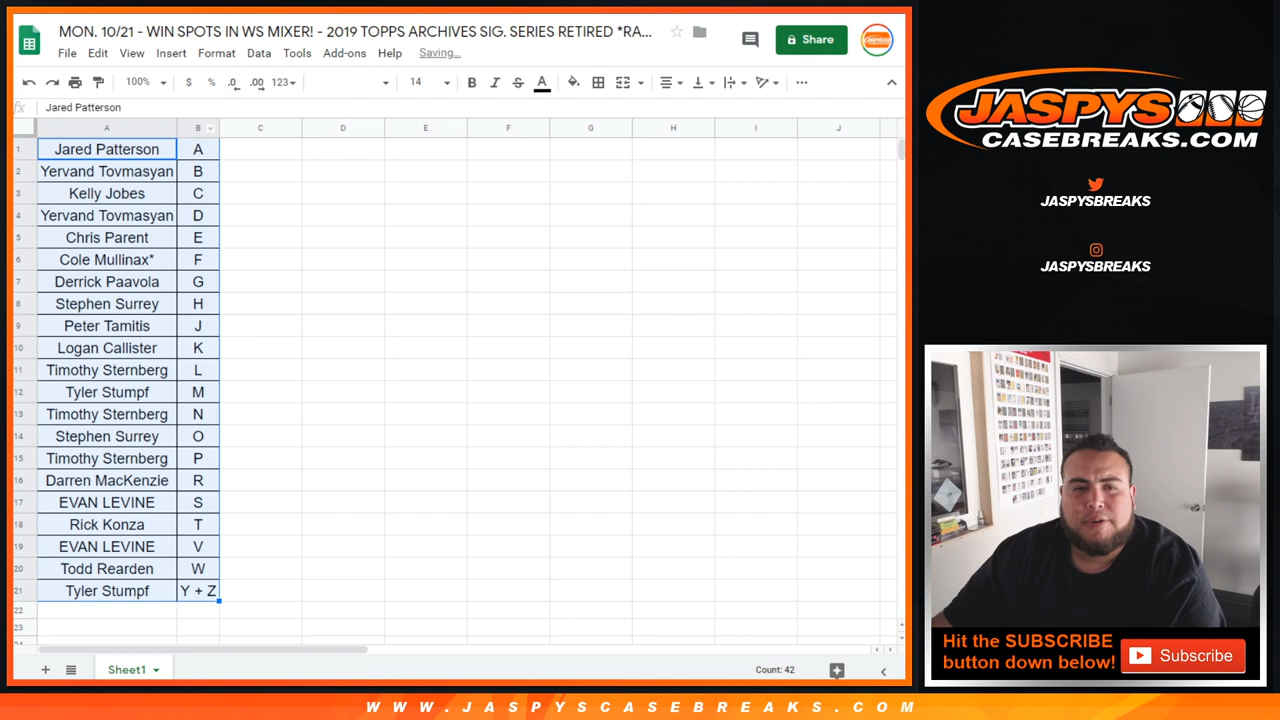 MON. 10/21 - WIN SPOTS IN WS MIXER! - 2019 TOPPS ARCHIVES SIG. SERIES RETIRED *RA...
Share
File Edit View Insert Format Data Tools Add-ons Help Saving...
100% $ % .0 .00 123 14 B I S A ...
fx Jared Patterson
A B C D E F G H I J
1 Jared Patterson A
2 Yervand Tovmasyan B
3 Kelly Jobes C
4 Yervand Tovmasyan D
5 Chris Parent E
6 Cole Mullinax* F
7 Derrick Paavola G
8 Stephen Surrey H
9 Peter Tamitis J
10 Logan Callister K
11 Timothy Sternberg L
12 Tyler Stumpf M
13 Timothy Sternberg N
14 Stephen Surrey O
15 Timothy Sternberg P
16 Darren MacKenzie R
17 EVAN LEVINE S
18 Rick Konza T
19 EVAN LEVINE V
20 Todd Rearden W
21 Tyler Stumpf Y + Z
22
23
Sheet1
Count: 42
JASPYS
CASEBREAKS.COM
JASPYSBREAKS
JASPYSBREAKS
Hit the SUBSCRIBE
button down below!
Subscribe
WWW.JASPYSCASEBREAKS.COM